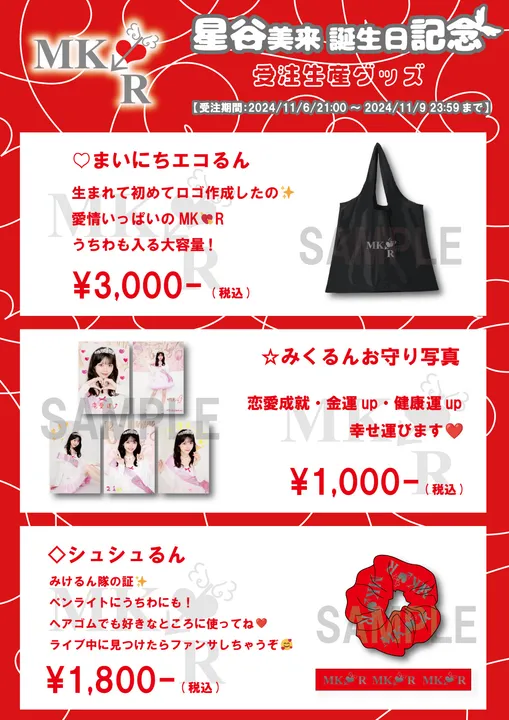 MK R
星谷美来 誕生日記念
受注生産グッズ
【受注期間:2024/11/6/21:00 ～ 2024/11/9 23:59 まで】
♡まいにちエコるん
生まれて初めてロゴ作成したの✨
愛情いっぱいの MK❤R
うちわも入る大容量！
¥3,000-(税込)
MK R
SAMPLE
MK R
☆みくるんお守り写真
恋愛成就・金運up・健康運up
幸せ運びます❤
¥1,000-(税込)
SAMPLE
MK R
◇シュシュるん
みけるん隊の証✨
ペンライトにうちわにも！
ヘアゴムでも好きなところに使ってね❤
ライブ中に見つけたらファンサしちゃうぞ🥰
¥1,800-(税込)
MK R
SAMPLE
MK R MK R MK R